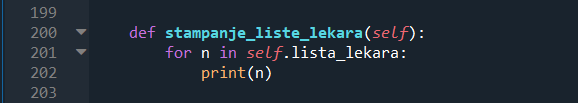 199
200 def stampanje_liste_lekara(self):
201 for n in self.lista_lekara:
202 print(n)
203